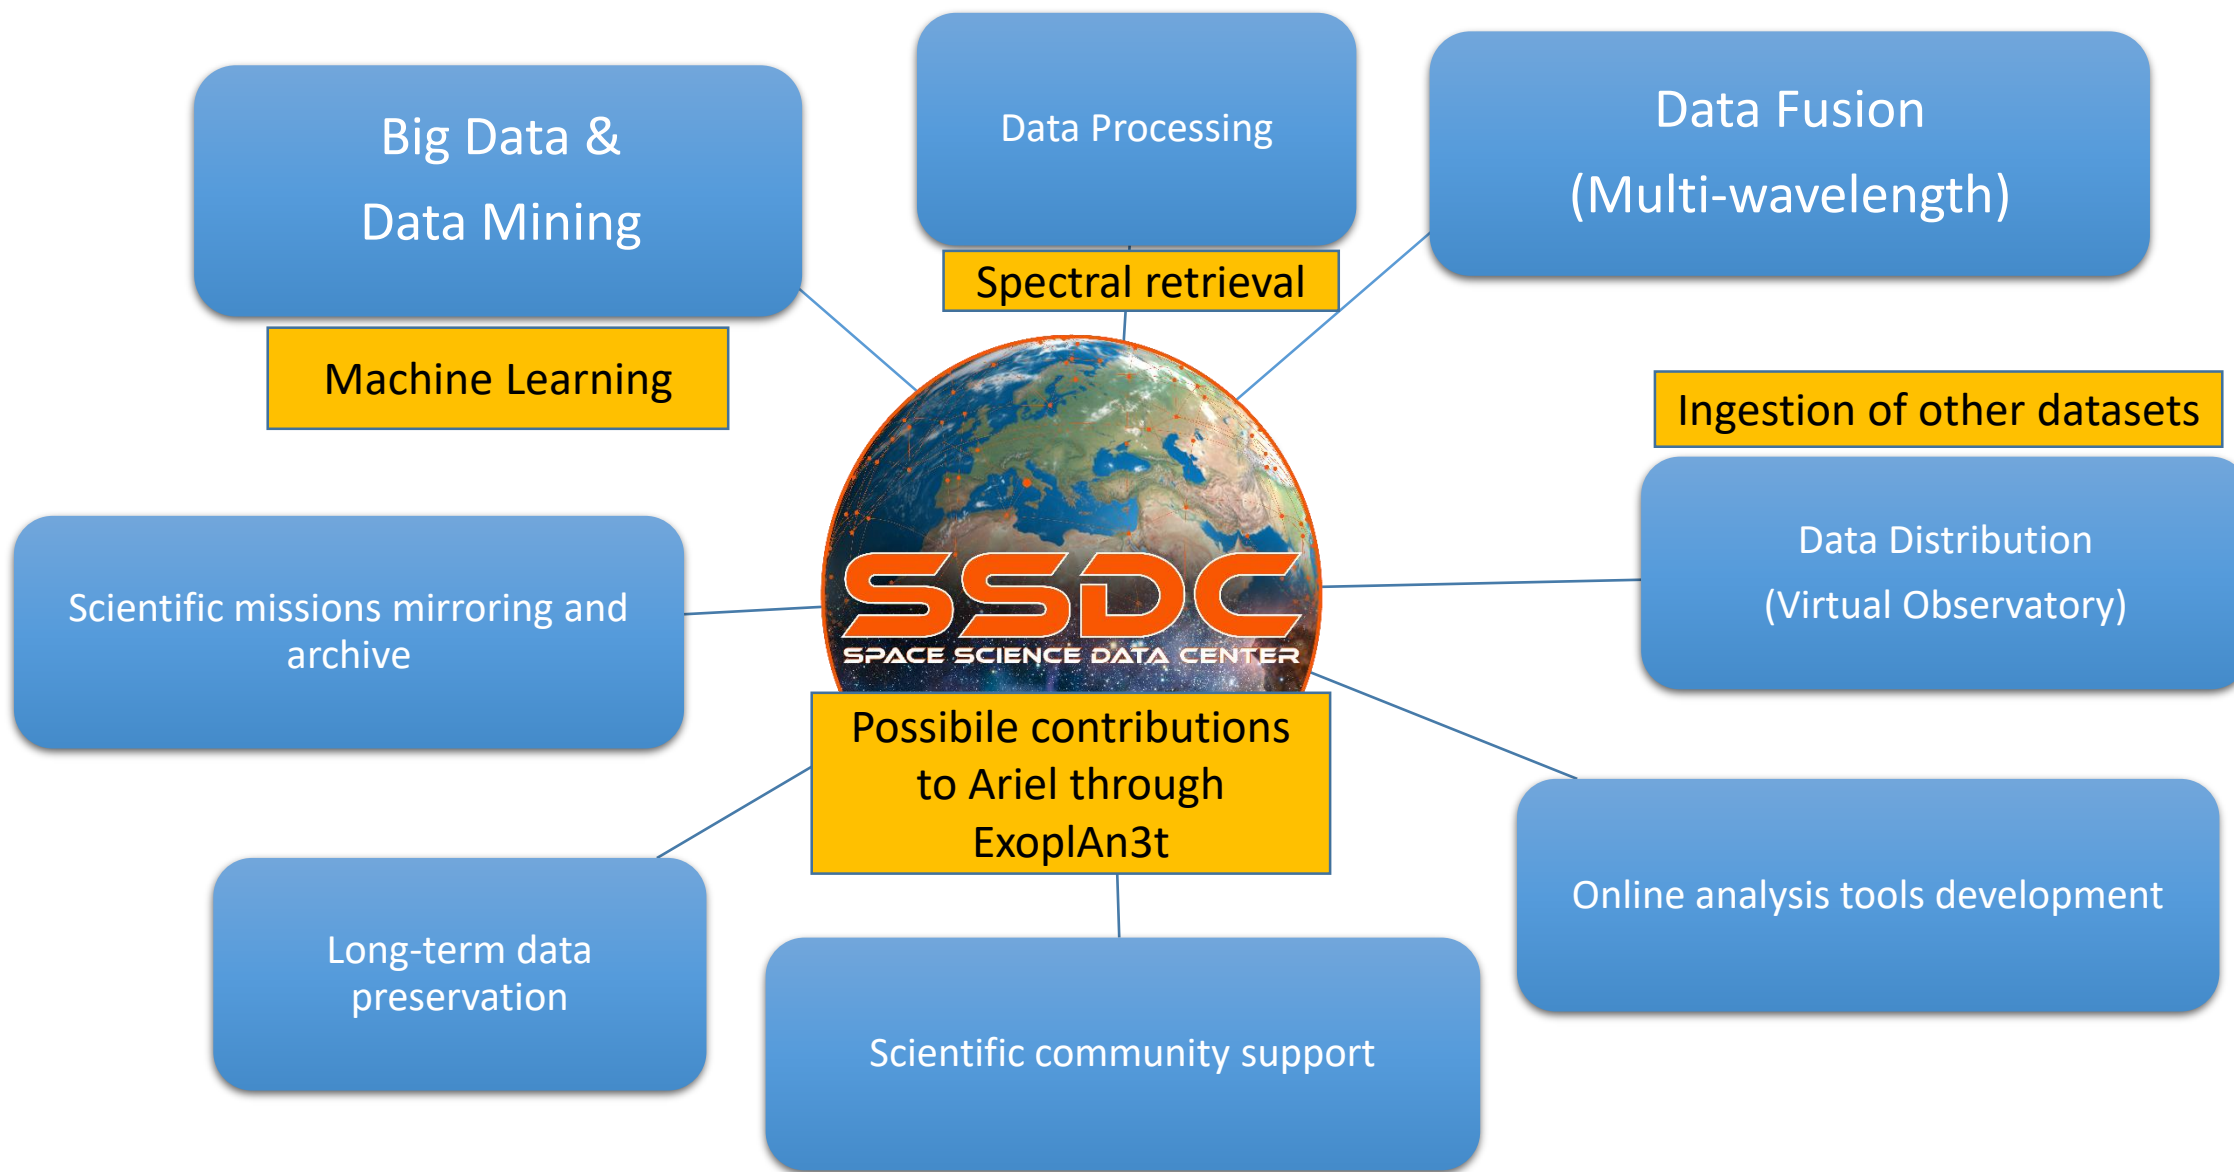 Big Data &
Data Mining
Machine Learning
Data Processing
Spectral retrieval
Data Fusion
(Multi-wavelength)
Ingestion of other datasets
Data Distribution
(Virtual Observatory)
Scientific missions mirroring and
archive
SSDC
SPACE SCIENCE DATA CENTER
Possibile contributions
to Ariel through
ExoplAn3t
Online analysis tools development
Long-term data
preservation
Scientific community support